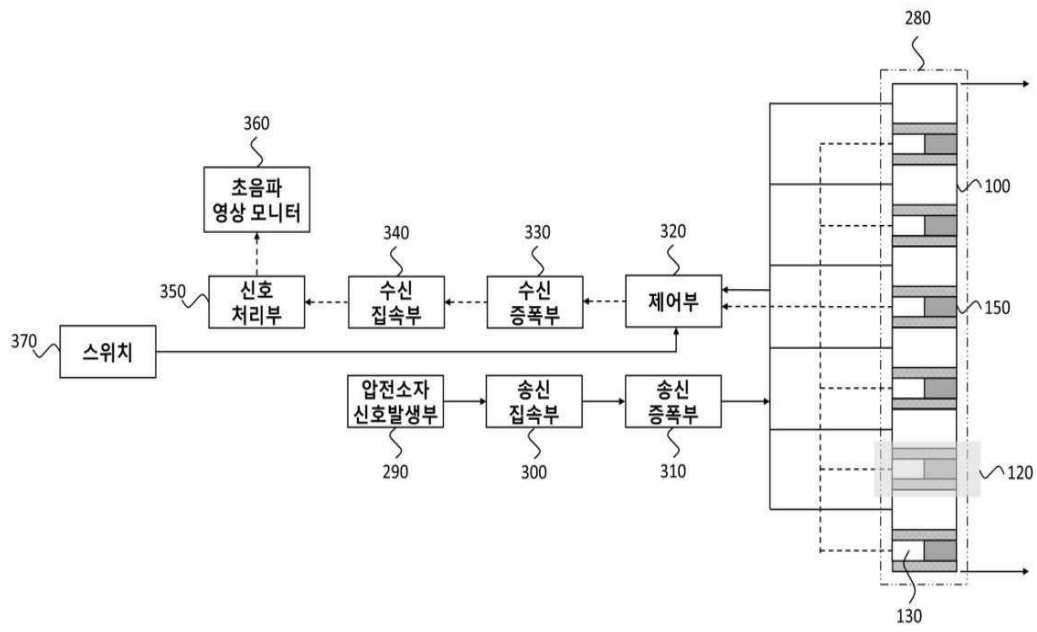 280
360
초음파
영상 모니터
100
340
330
320
350
신호
처리부
수신
집속부
수신
증폭부
제어부
150
370
스위치
압전소자
신호발생부
송신
집속부
송신
증폭부
290
300
310
120
130